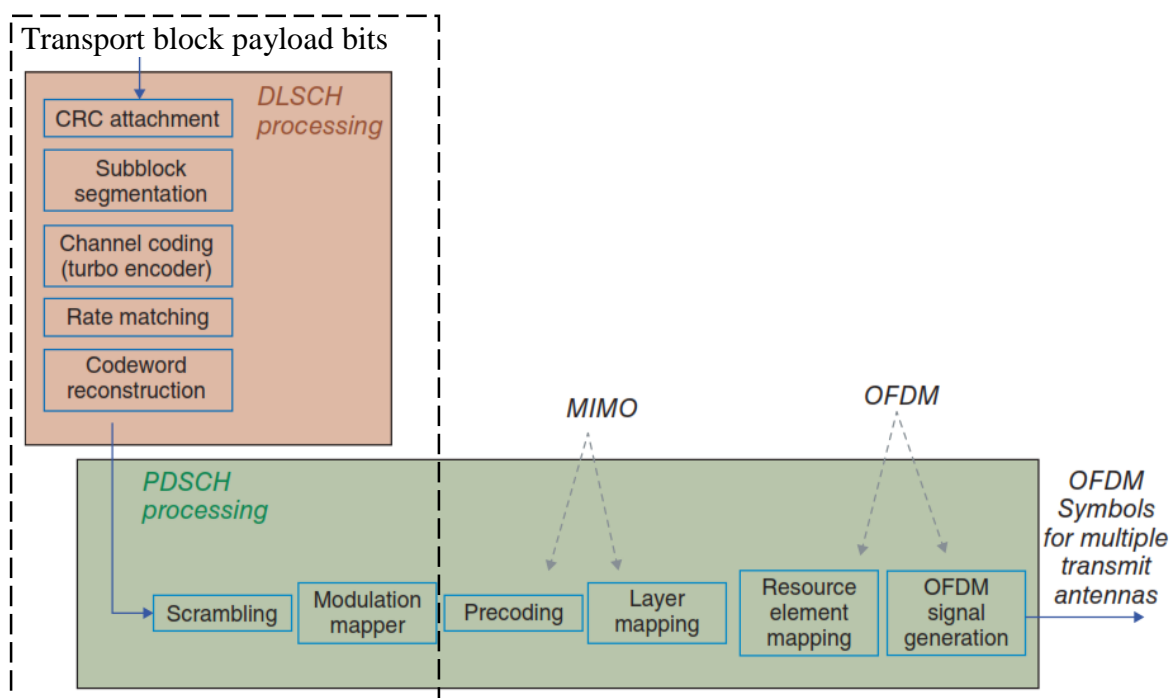 Transport block payload bits
DLSCH
processing
CRC attachment
Subblock
segmentation
Channel coding
(turbo encoder)
Rate matching
Codeword
reconstruction
MIMO
OFDM
PDSCH
processing
OFDM
Symbols
for multiple
transmit
antennas
Scrambling
Modulation
mapper
Precoding
Layer
mapping
Resource
element
mapping
OFDM
signal
generation